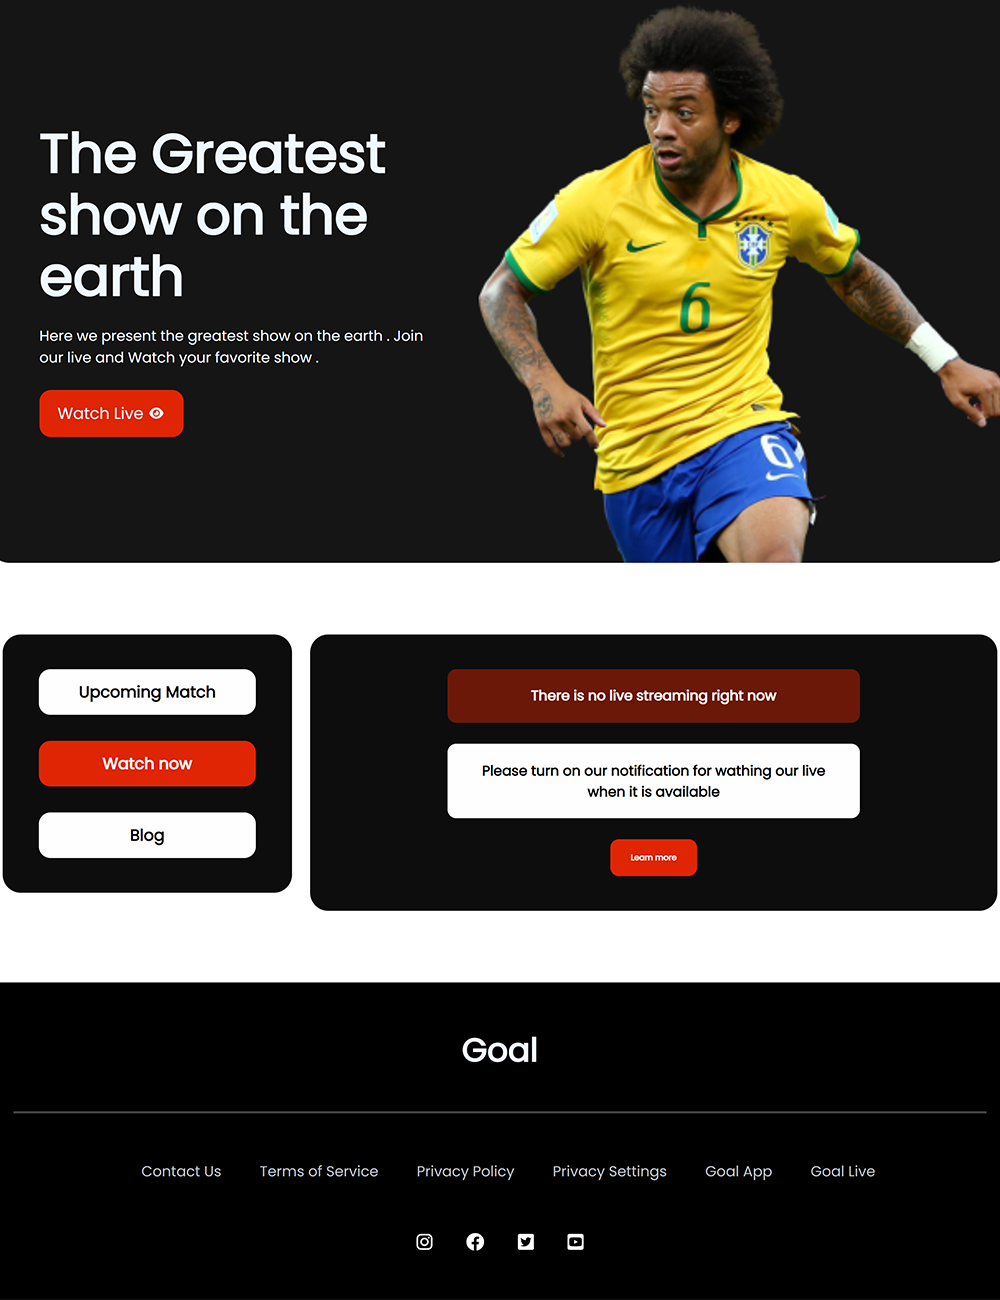 The Greatest
show on the
earth
Here we present the greatest show on the earth . Join
our live and Watch your favorite show .
Watch Live
6
6
Upcoming Match
Watch now
Blog
There is no live streaming right now
Please turn on our notification for wathing our live
when it is available
Learn more
Goal
Contact Us
Terms of Service
Privacy Policy
Privacy Settings
Goal App
Goal Live